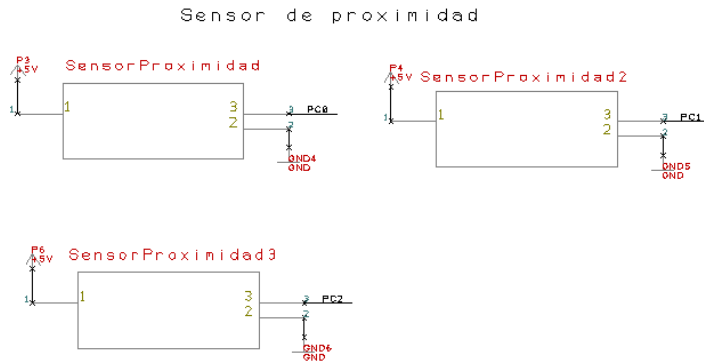 Sensor de proximidad
P3
+5V
SensorProximidad
1
1
3
2
3
2
PC0
GND4
GND
P4
+5V
SensorProximidad2
1
1
3
2
3
2
PC1
GND5
GND
P6
+5V
SensorProximidad3
1
1
3
2
3
2
PC2
GND6
GND